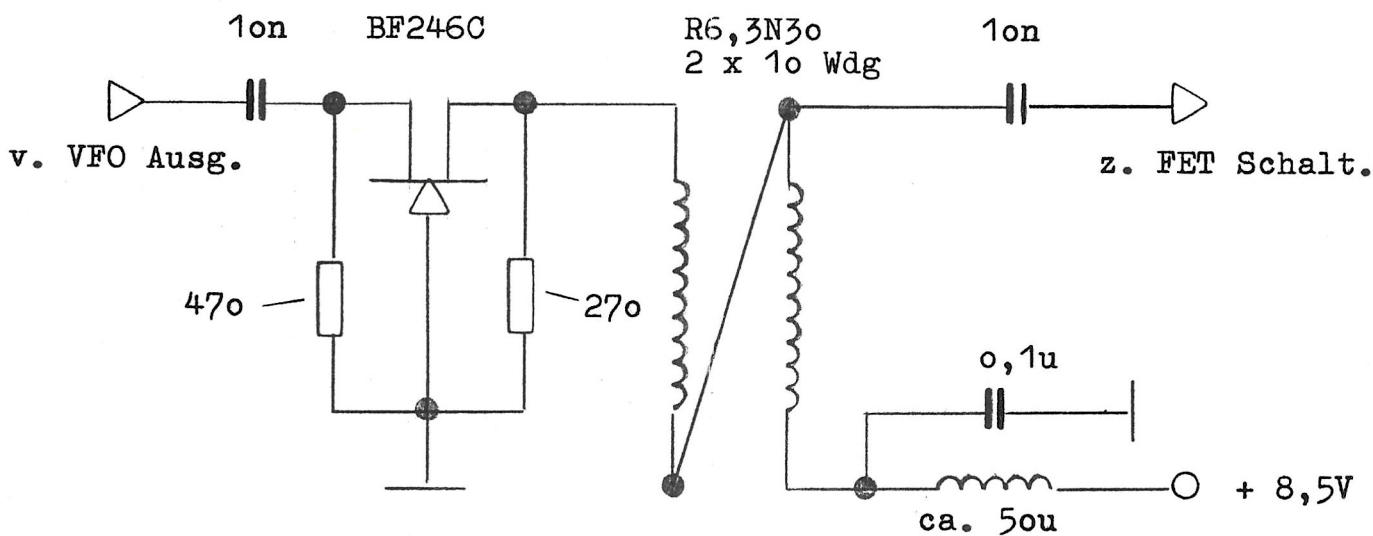 1on
BF246C
R6,3N3o
2 x 1o Wdg
1on
v. VFO Ausg.
z. FET Schalt.
47o
27o
o,1u
+ 8,5V
ca. 5ou